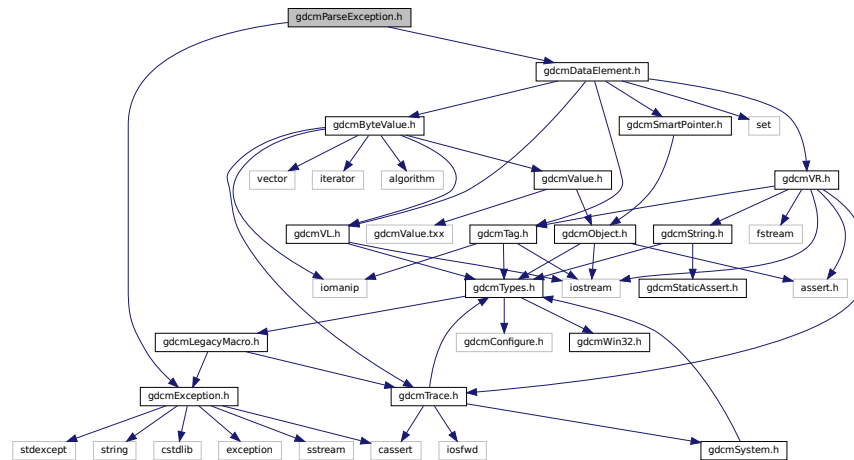 gdcmParseException.h
gdcmDataElement.h
gdcmByteValue.h
gdcmSmartPointer.h
set
vector
iterator
algorithm
gdcmValue.h
gdcmVR.h
gdcmVL.h
gdcmValue.txx
gdcmTag.h
gdcmObject.h
gdcmString.h
fstream
iomanip
gdcmTypes.h
iostream
gdcmStaticAssert.h
assert.h
gdcmLegacyMacro.h
gdcmConfigure.h
gdcmWin32.h
gdcmException.h
gdcmTrace.h
stdexcept
string
cstdlib
exception
sstream
cassert
iosfwd
gdcmSystem.h